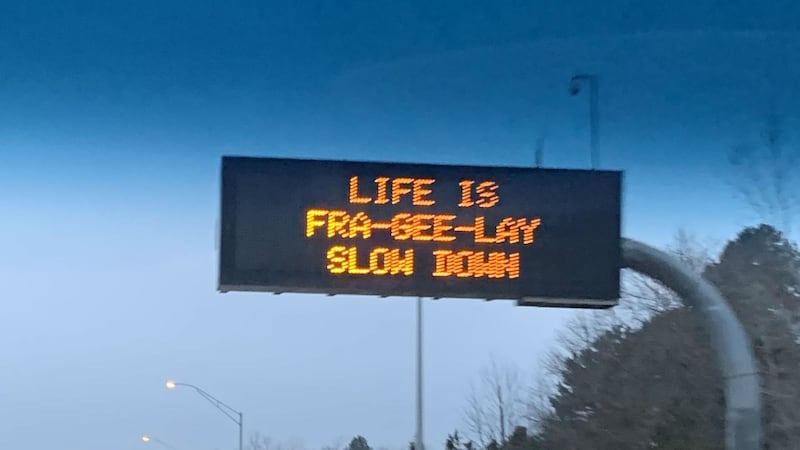 LIFE IS
FRA-GEE-LAY
SLOW DOWN